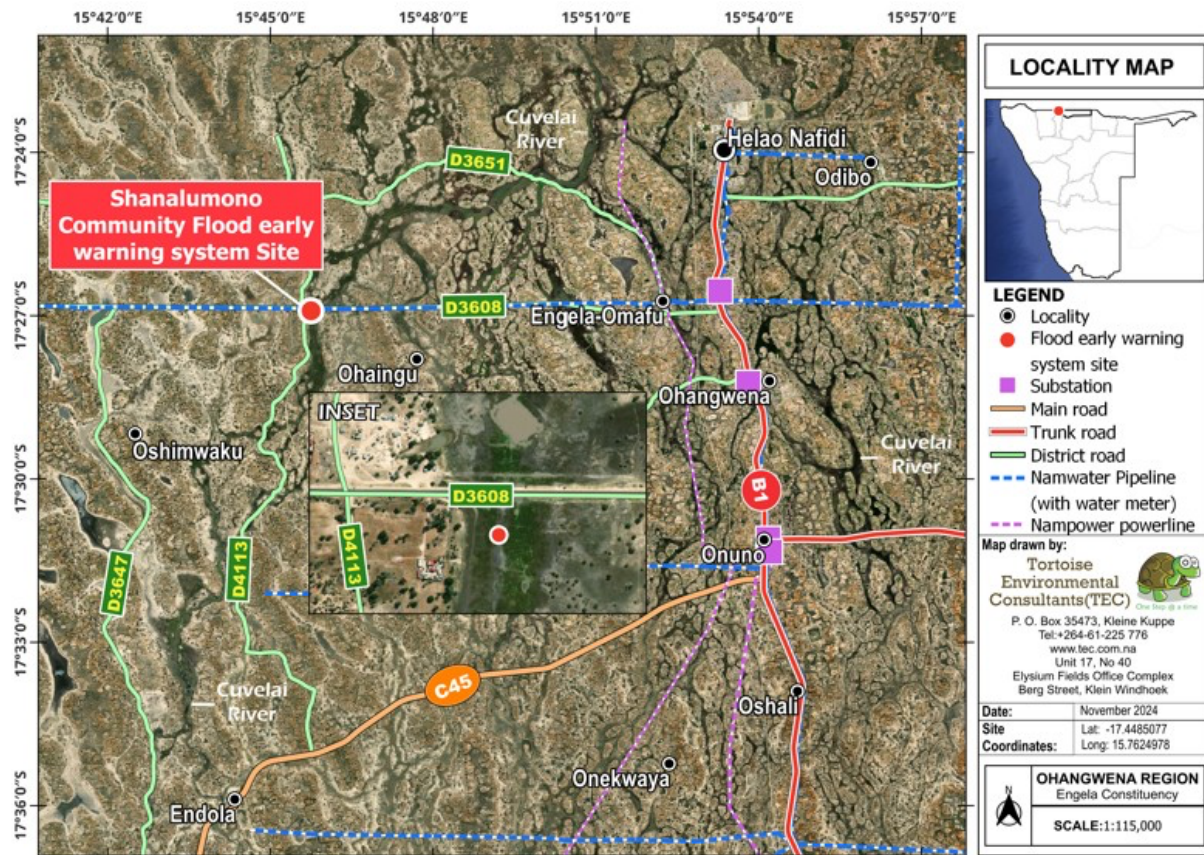 15°42'0"E
15°45'0"E
15°48'0"E
15°51'0"E
15°54'0"E
15°57'0"E
17°24'0"S
17°27'0"S
17°30'0"S
17°33'0"S
17°36'0"S
Cuvelai
River
Helao Nafidi
Odibo
D3651
Shanalumono
Community Flood early
warning system Site
D3608
Engela-Omafu
Ohaingu
Ohangwena
Oshimwaku
Cuvelai
River
INSET
D3608
D4113
B1
Onuno
D3647
D4113
Cuvelai
River
C45
Oshali
Onekwaya
Endola
LOCALITY MAP
LEGEND
Locality
Flood early warning
system site
Substation
Main road
Trunk road
District road
Namwater Pipeline
(with water meter)
Nampower powerline
Map drawn by:
Tortoise
Environmental
Consultants(TEC)
One Step @ a time
P. O. Box 35473, Kleine Kuppe
Tel:+264-61-225 776
www.tec.com.na
Unit 17, No 40
Elysium Fields Office Complex
Berg Street, Klein Windhoek
Date: November 2024
Site Lat: -17.4485077
Coordinates: Long: 15.7624978
N
OHANGWENA REGION
Engela Constituency
SCALE:1:115,000